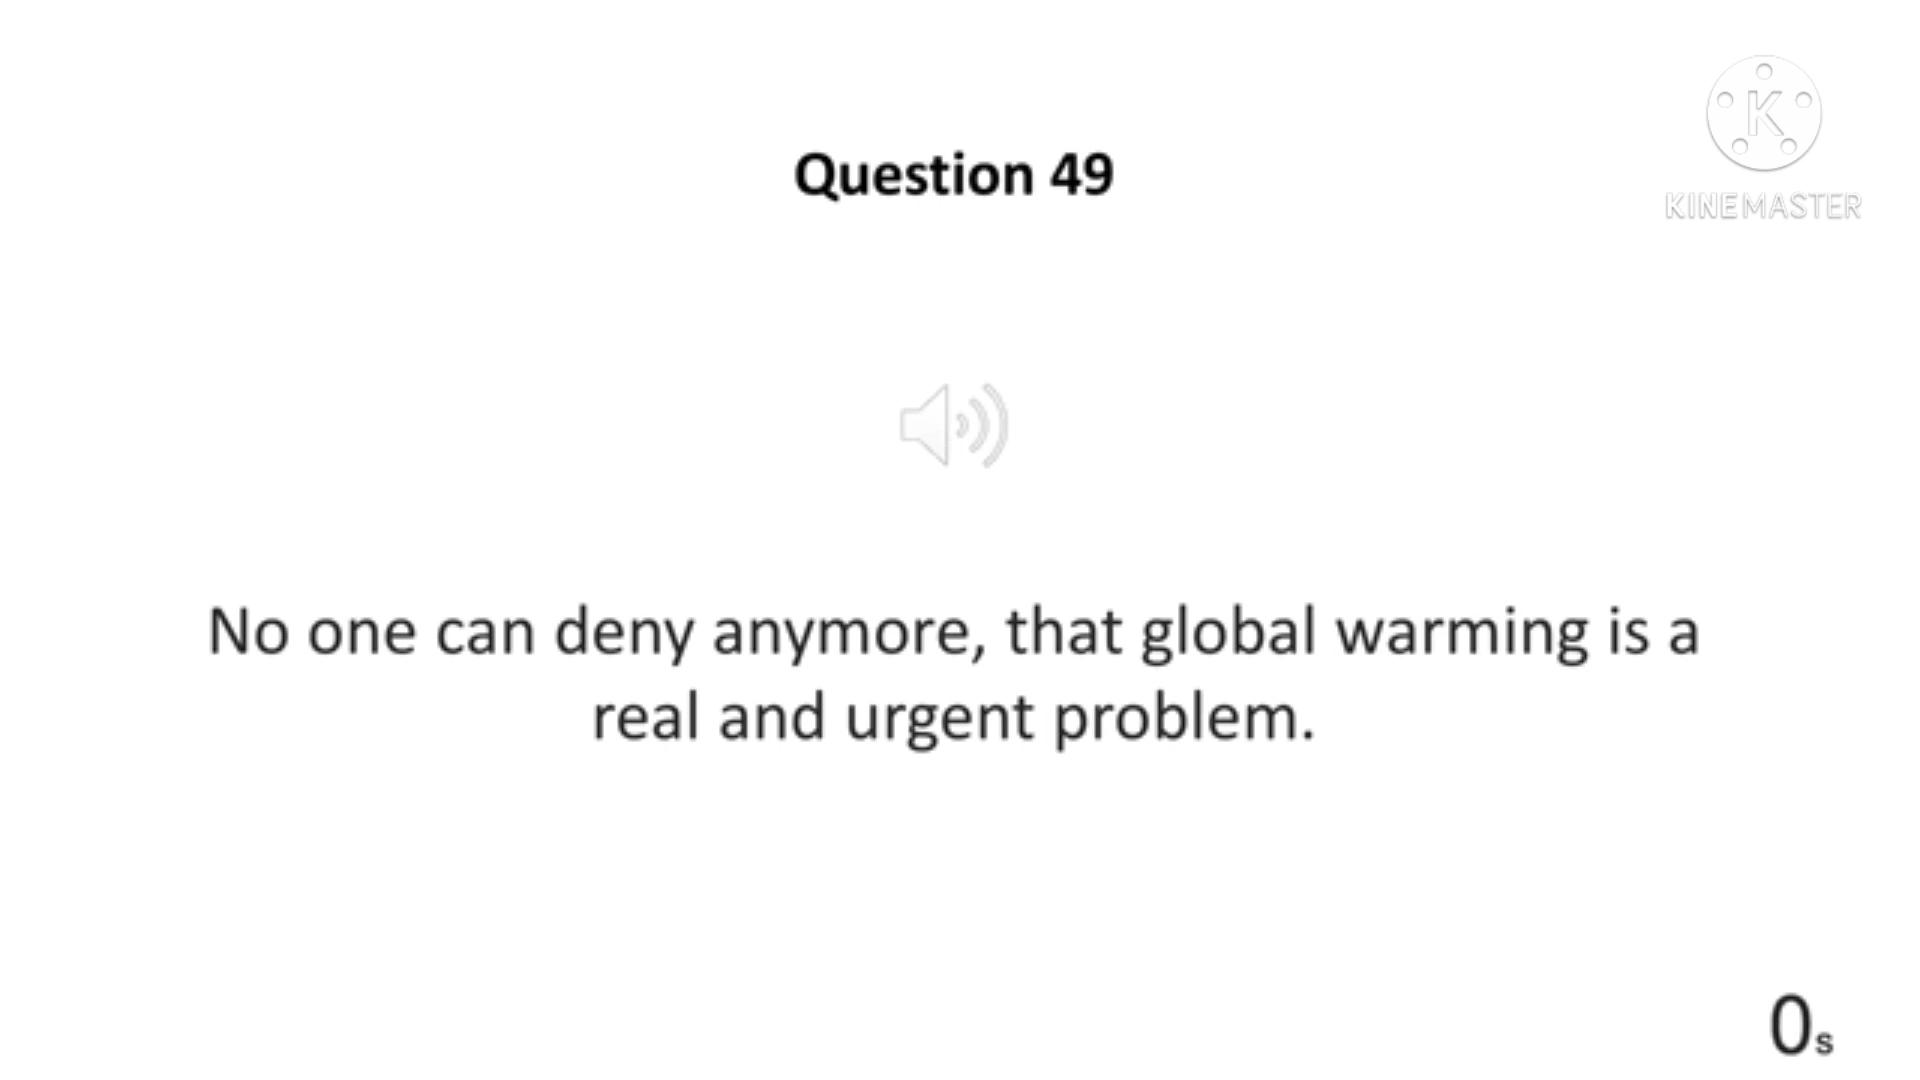 K
KINEMASTER
Question 49
No one can deny anymore, that global warming is a
real and urgent problem.
0s